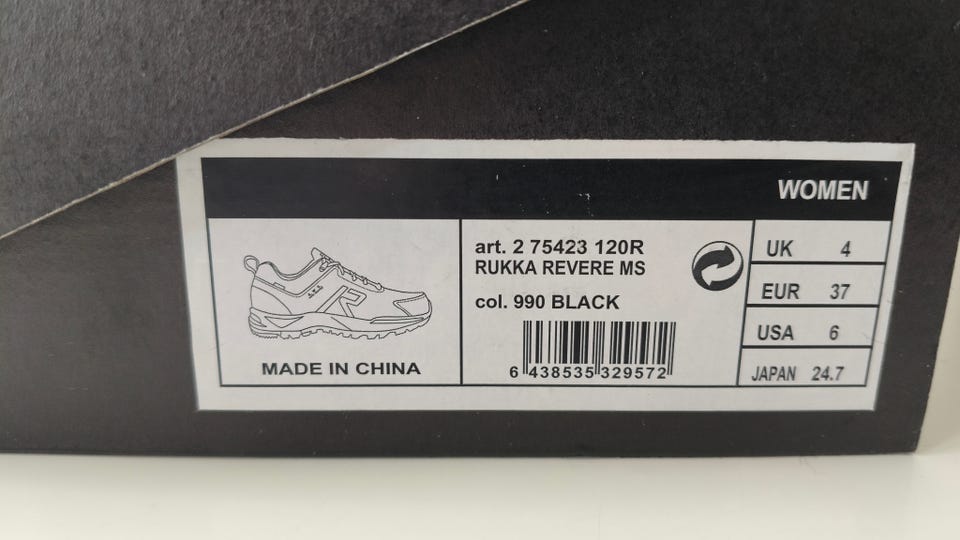 WOMEN
art. 2 75423 120R
RUKKA REVERE MS
col. 990 BLACK
6 438535 329572
MADE IN CHINA
UK 4
EUR 37
USA 6
JAPAN 24.7